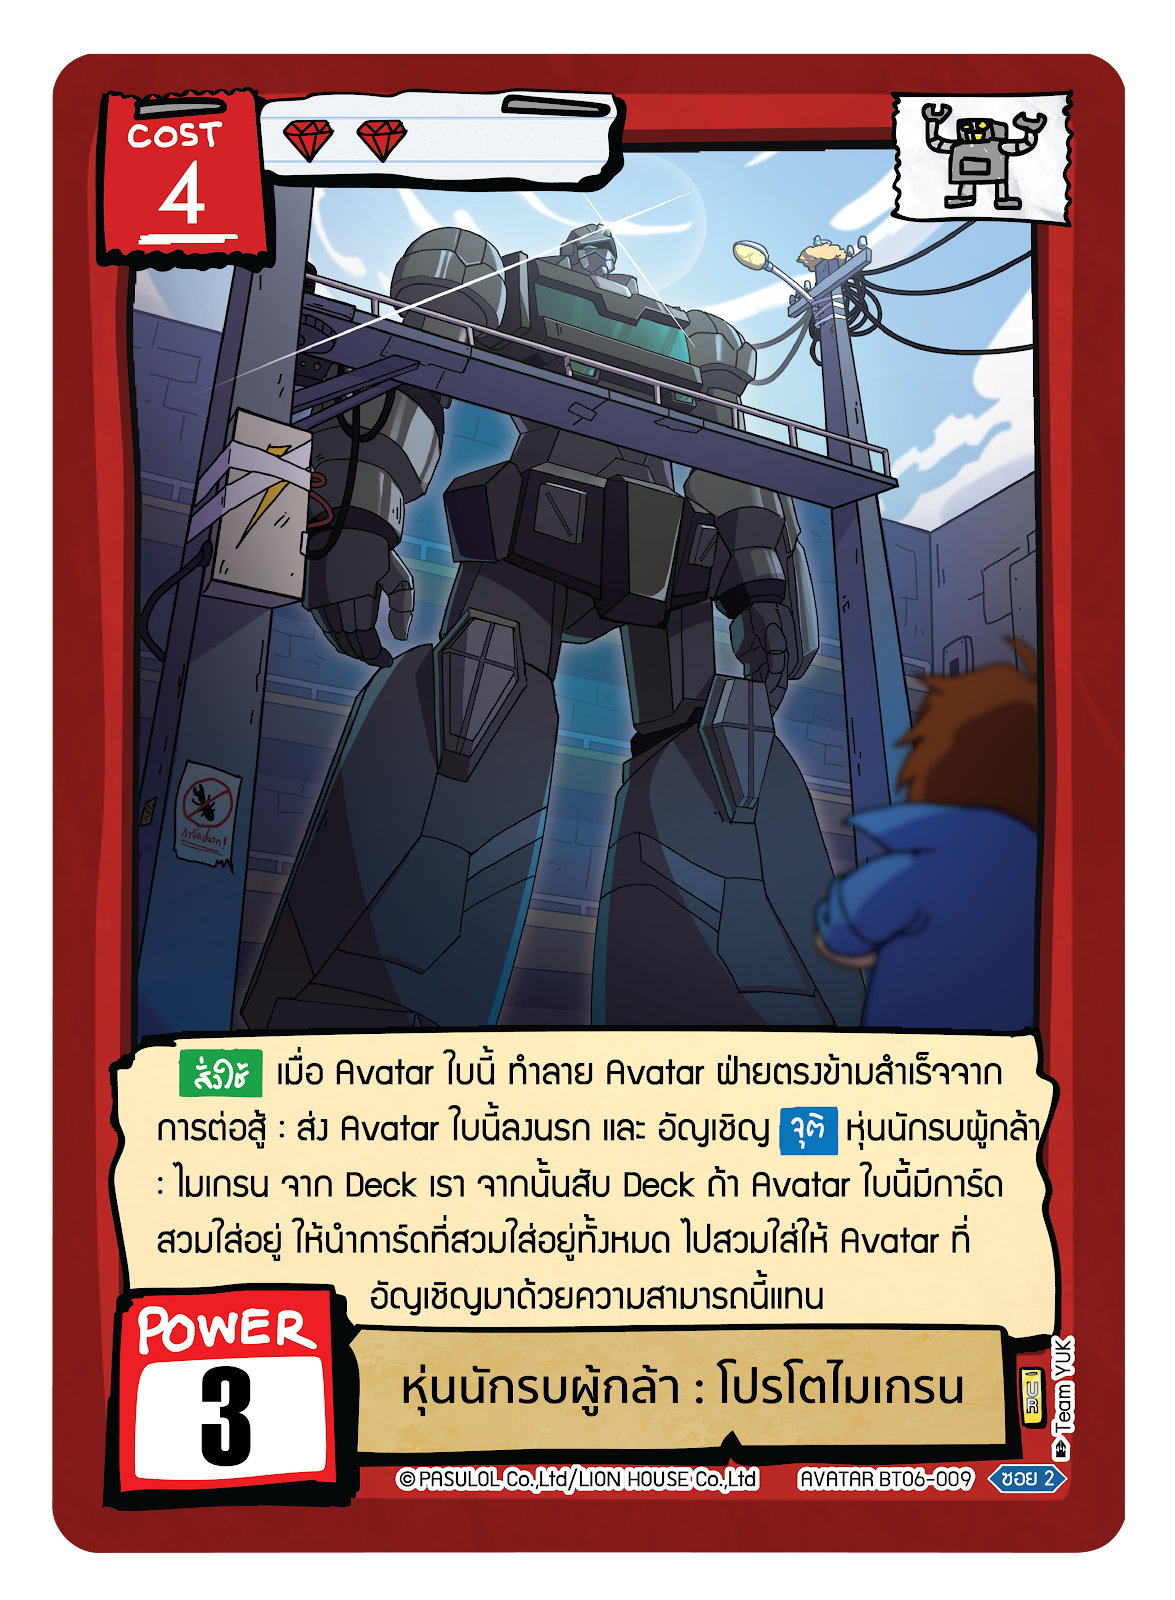 COST
4
กำจัดปลวก!
สั่งใช้ เมื่อ Avatar ใบนี้ ทำลาย Avatar ฝ่ายตรงข้ามสำเร็จจาก
การต่อสู้ : ส่ง Avatar ใบนี้ลงนรก และ อัญเชิญ จุติ หุ่นนักรบผู้กล้า
: ไมเกรน จาก Deck เรา จากนั้นสับ Deck ถ้า Avatar ใบนี้มีการ์ด
สวมใส่อยู่ ให้นำการ์ดที่สวมใส่อยู่ทั้งหมด ไปสวมใส่ให้ Avatar ที่
อัญเชิญมาด้วยความสามารถนี้แทน
POWER
3
หุ่นนักรบผู้กล้า : โปรโตไมเกรน
UR
Team YUK
© PASULOL Co.,Ltd/LION HOUSE Co.,Ltd
AVATAR BT06-009
ซอย 2